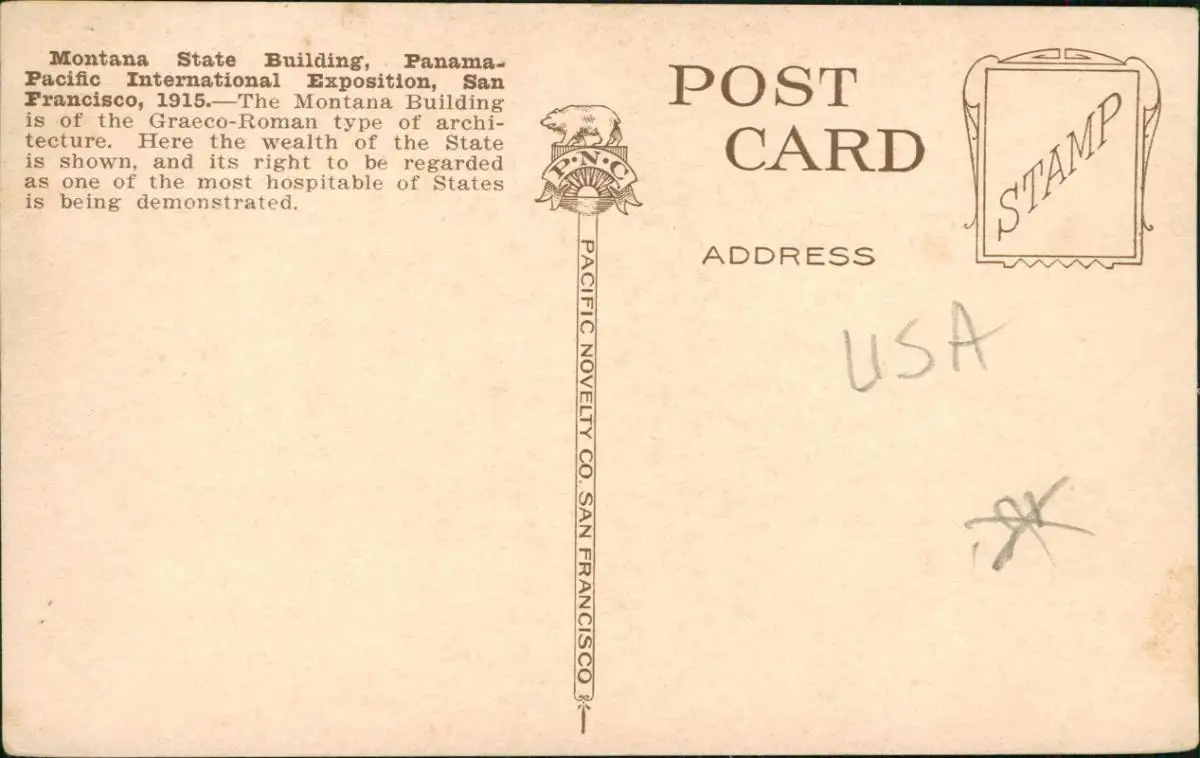 Montana State Building, Panama-
Pacific International Exposition, San
Francisco, 1915.—The Montana Building
is of the Graeco-Roman type of archi-
tecture. Here the wealth of the State
is shown, and its right to be regarded
as one of the most hospitable of States
is being demonstrated.
P·N·C
PACIFIC NOVELTY CO. SAN FRANCISCO
POST
CARD
STAMP
ADDRESS
USA